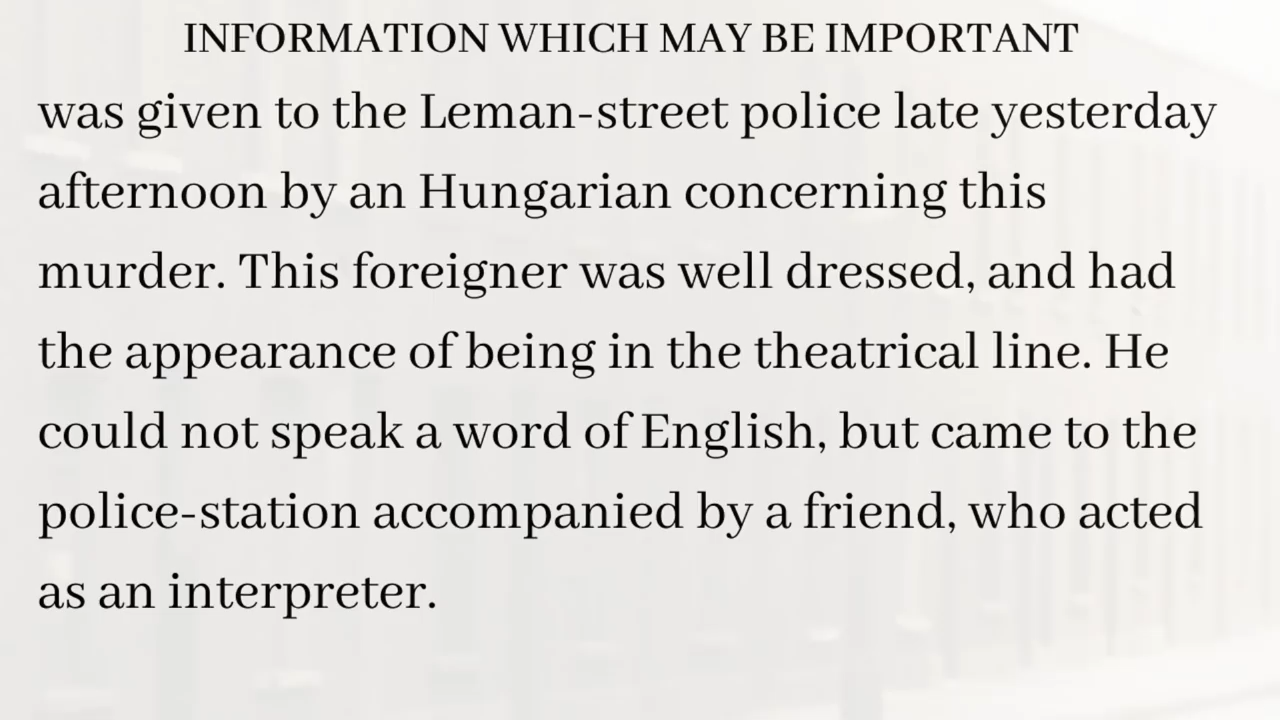 INFORMATION WHICH MAY BE IMPORTANT
was given to the Leman-street police late yesterday
afternoon by an Hungarian concerning this
murder. This foreigner was well dressed, and had
the appearance of being in the theatrical line. He
could not speak a word of English, but came to the
police-station accompanied by a friend, who acted
as an interpreter.